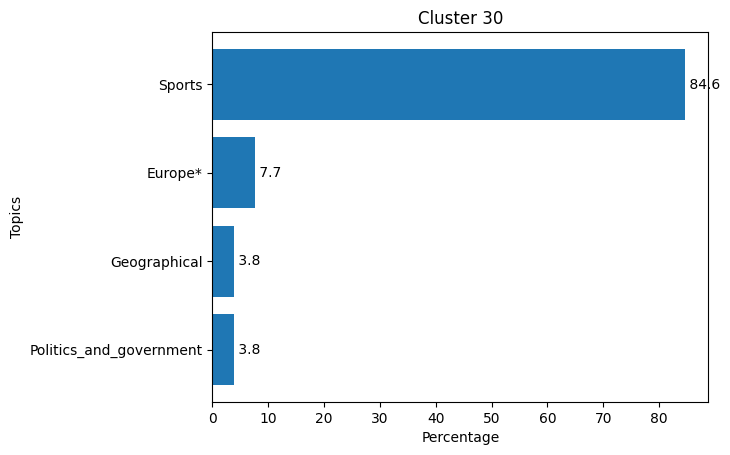 Cluster 30
Topics
Sports
84.6
Europe*
7.7
Geographical
3.8
Politics_and_government
3.8
0 10 20 30 40 50 60 70 80
Percentage